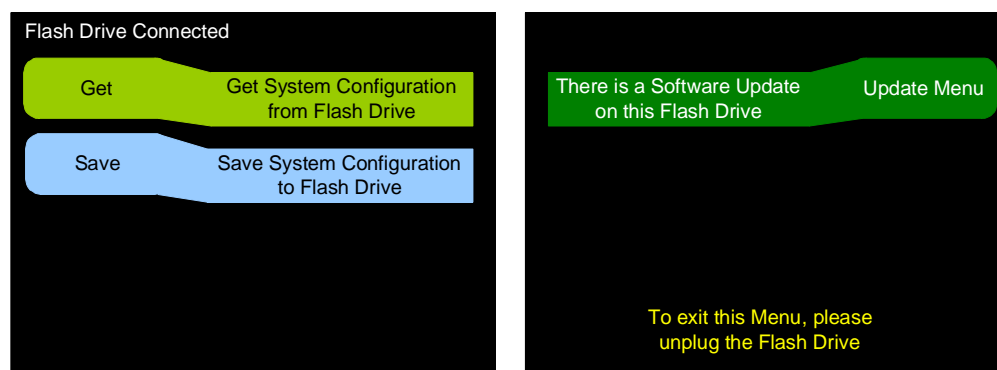 Flash Drive Connected
Get
Get System Configuration
from Flash Drive
Save
Save System Configuration
to Flash Drive
There is a Software Update
on this Flash Drive
Update Menu
To exit this Menu, please
unplug the Flash Drive